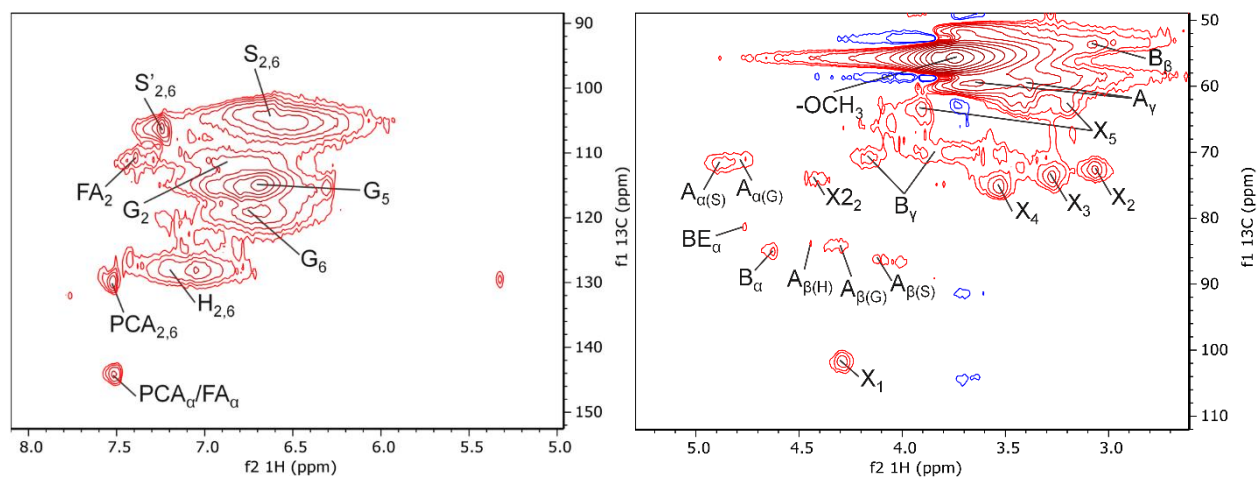 S'2,6
S2,6
FA2
G2
G5
G6
H2,6
PCA2,6
PCAα/FAα
90
100
110
120
130
140
150
f1 13C (ppm)
8.0 7.5 7.0 6.5 6.0 5.5 5.0
f2 1H (ppm)
Bβ
-OCH3
Aγ
X5
Aα(S)
Aα(G)
X22
Bγ
X4
X3
X2
BEα
Bα
Aβ(H)
Aβ(G)
Aβ(S)
X1
50
60
70
80
90
100
110
f1 13C (ppm)
5.0 4.5 4.0 3.5 3.0
f2 1H (ppm)